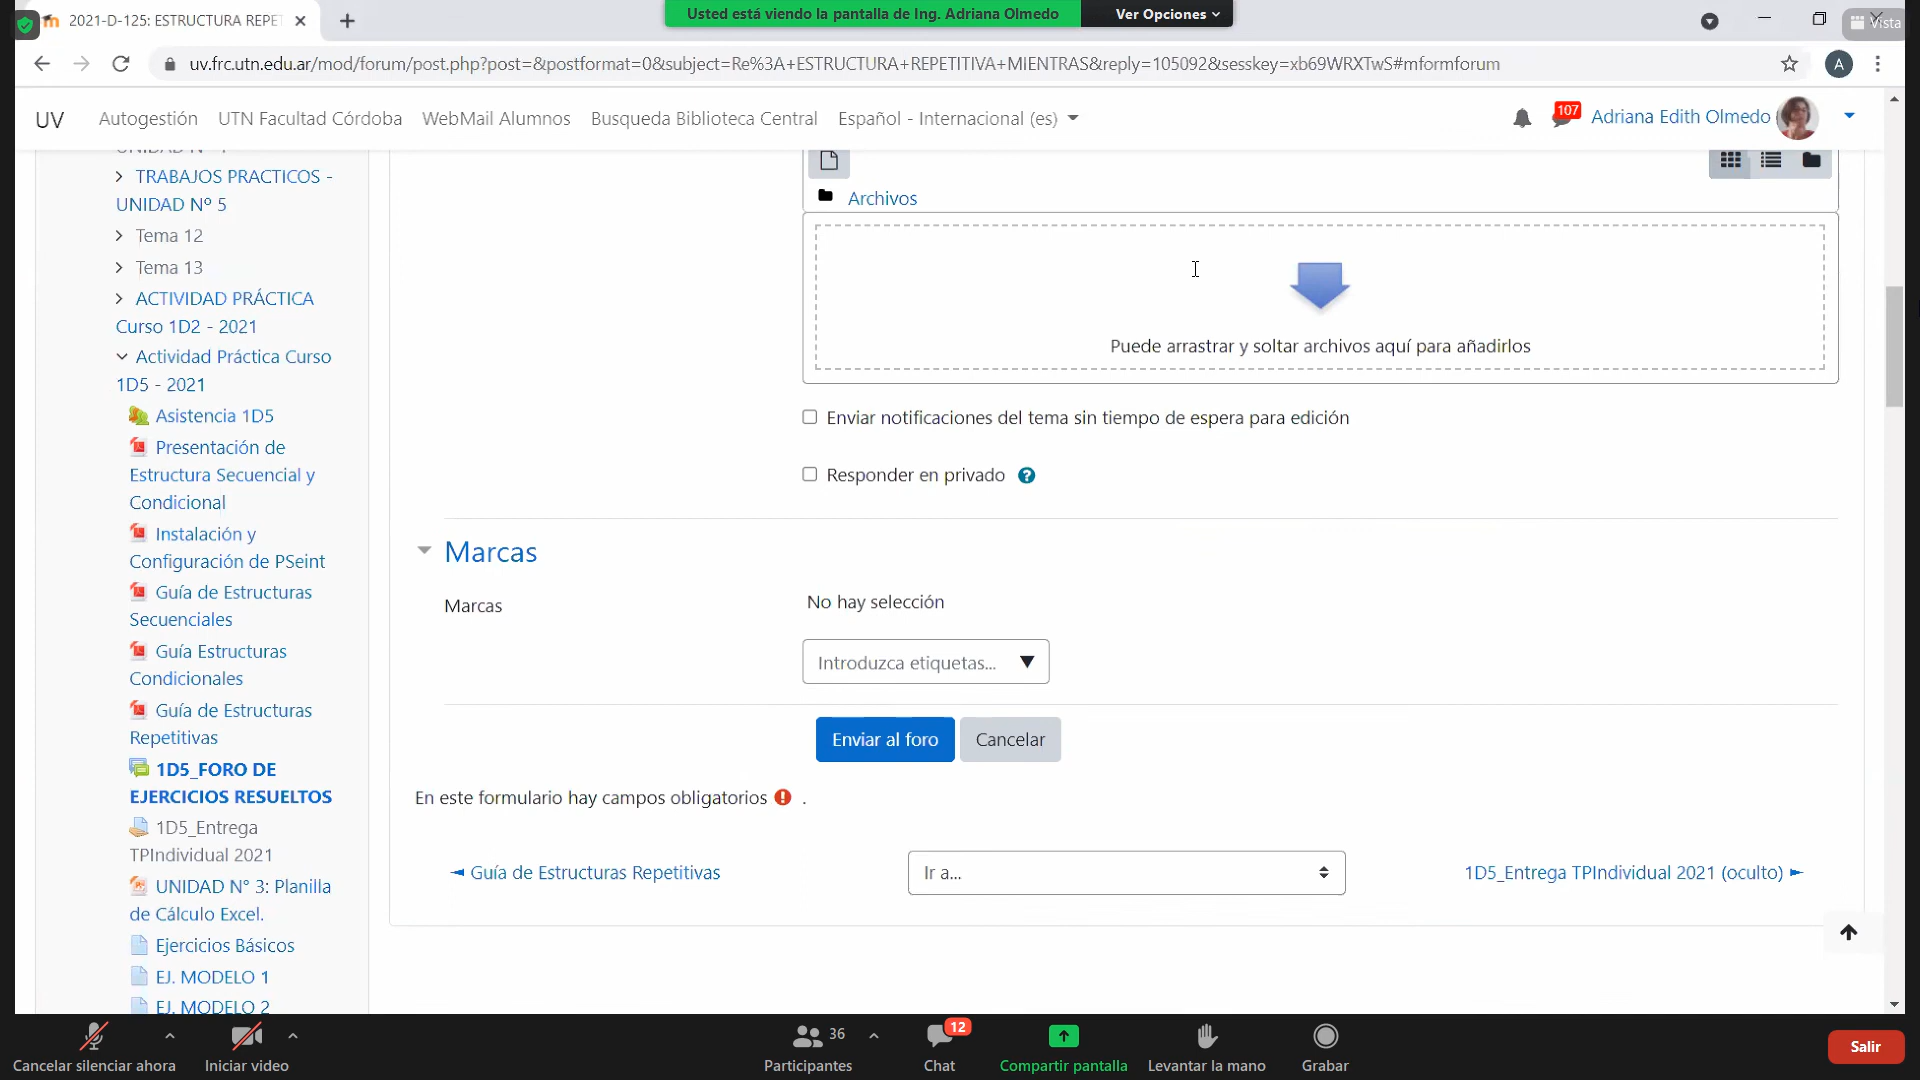 2021-D-125: ESTRUCTURA REPET
Usted está viendo la pantalla de Ing. Adriana Olmedo
Ver Opciones
Vista
uv.frc.utn.edu.ar/mod/forum/post.php?post=&postformat=0&subject=Re%3A+ESTRUCTURA+REPETITIVA+MIENTRAS&reply=105092&sesskey=xb69WRXTwS#mformforum
A
UV
Autogestión
UTN Facultad Córdoba
WebMail Alumnos
Busqueda Biblioteca Central
Español - Internacional (es)
107
Adriana Edith Olmedo
TRABAJOS PRACTICOS -
UNIDAD Nº 5
Tema 12
Tema 13
ACTIVIDAD PRÁCTICA
Curso 1D2 - 2021
Actividad Práctica Curso
1D5 - 2021
Asistencia 1D5
Presentación de
Estructura Secuencial y
Condicional
Instalación y
Configuración de PSeint
Guía de Estructuras
Secuenciales
Guía Estructuras
Condicionales
Guía de Estructuras
Repetitivas
1D5_FORO DE
EJERCICIOS RESUELTOS
1D5_Entrega
TPIndividual 2021
UNIDAD N° 3: Planilla
de Cálculo Excel.
Ejercicios Básicos
EJ. MODELO 1
EJ. MODELO 2
Archivos
Puede arrastrar y soltar archivos aquí para añadirlos
Enviar notificaciones del tema sin tiempo de espera para edición
Responder en privado
Marcas
Marcas
No hay selección
Introduzca etiquetas...
Enviar al foro
Cancelar
En este formulario hay campos obligatorios .
Guía de Estructuras Repetitivas
Ir a...
1D5_Entrega TPIndividual 2021 (oculto)
Cancelar silenciar ahora
Iniciar video
36
Participantes
12
Chat
Compartir pantalla
Levantar la mano
Grabar
Salir